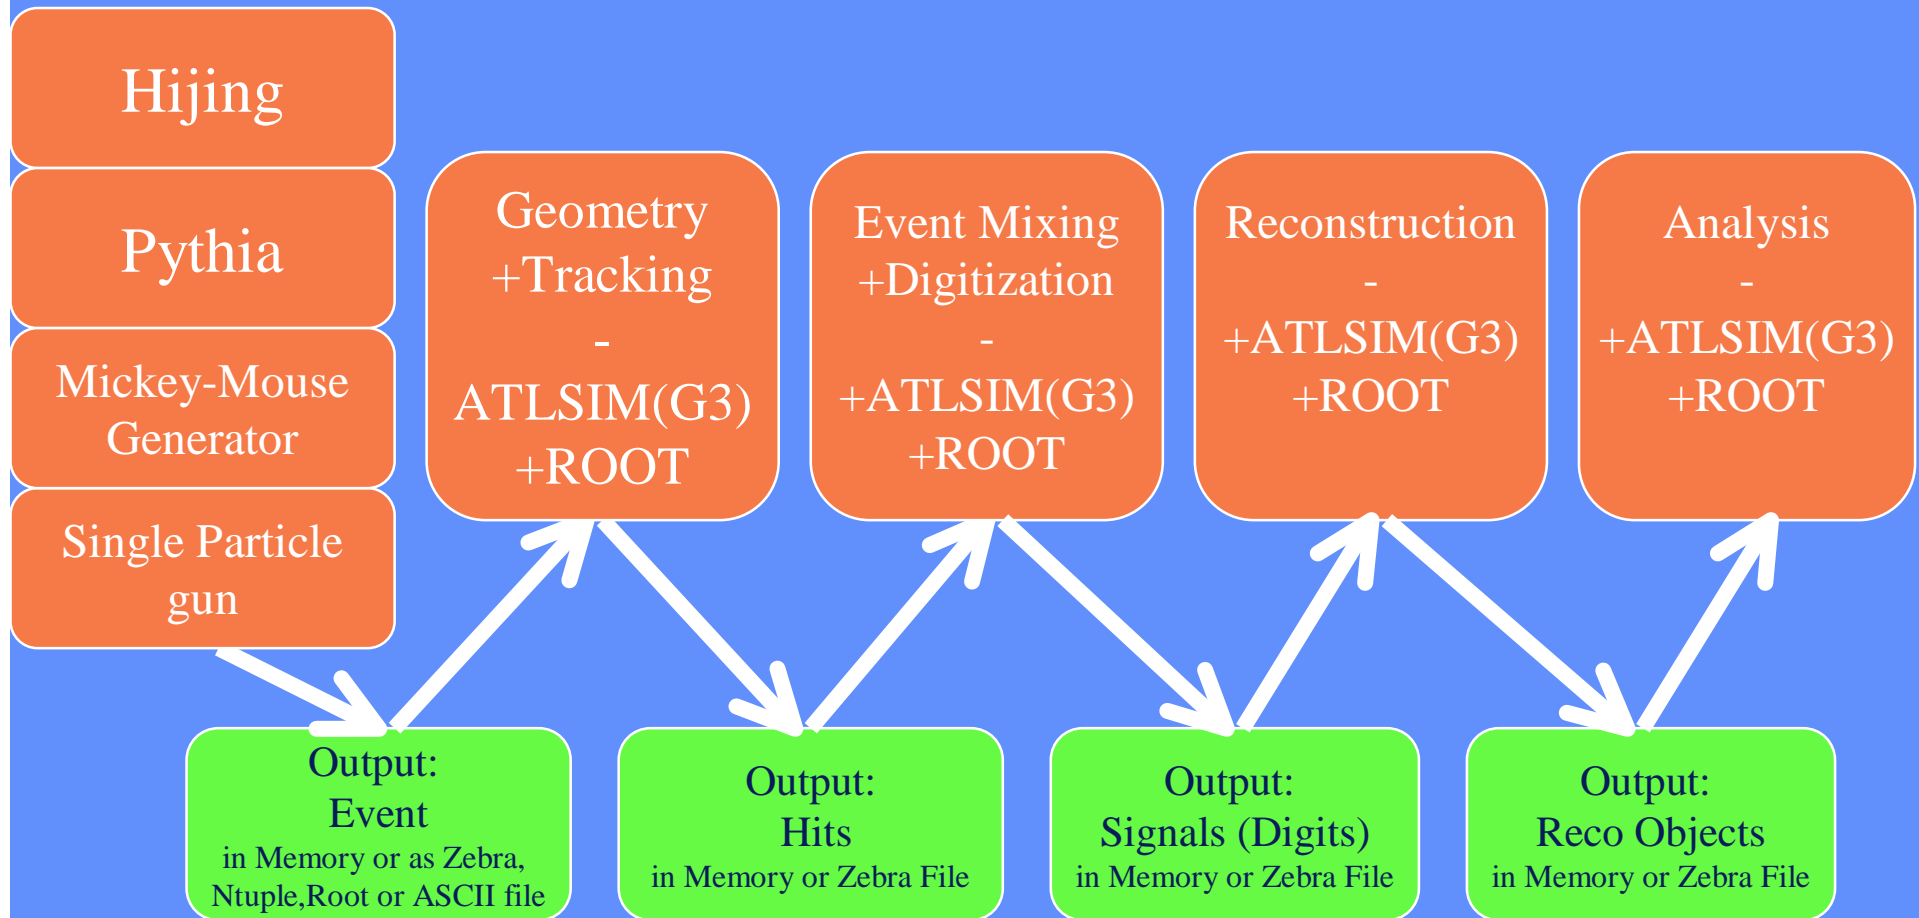 Hijing
Pythia
Mickey-Mouse
Generator
Single Particle
gun
Geometry
+Tracking
-
ATLSIM(G3)
+ROOT
Event Mixing
+Digitization
-
+ATLSIM(G3)
+ROOT
Reconstruction
-
+ATLSIM(G3)
+ROOT
Analysis
-
+ATLSIM(G3)
+ROOT
Output:
Event
in Memory or as Zebra,
Ntuple,Root or ASCII file
Output:
Hits
in Memory or Zebra File
Output:
Signals (Digits)
in Memory or Zebra File
Output:
Reco Objects
in Memory or Zebra File